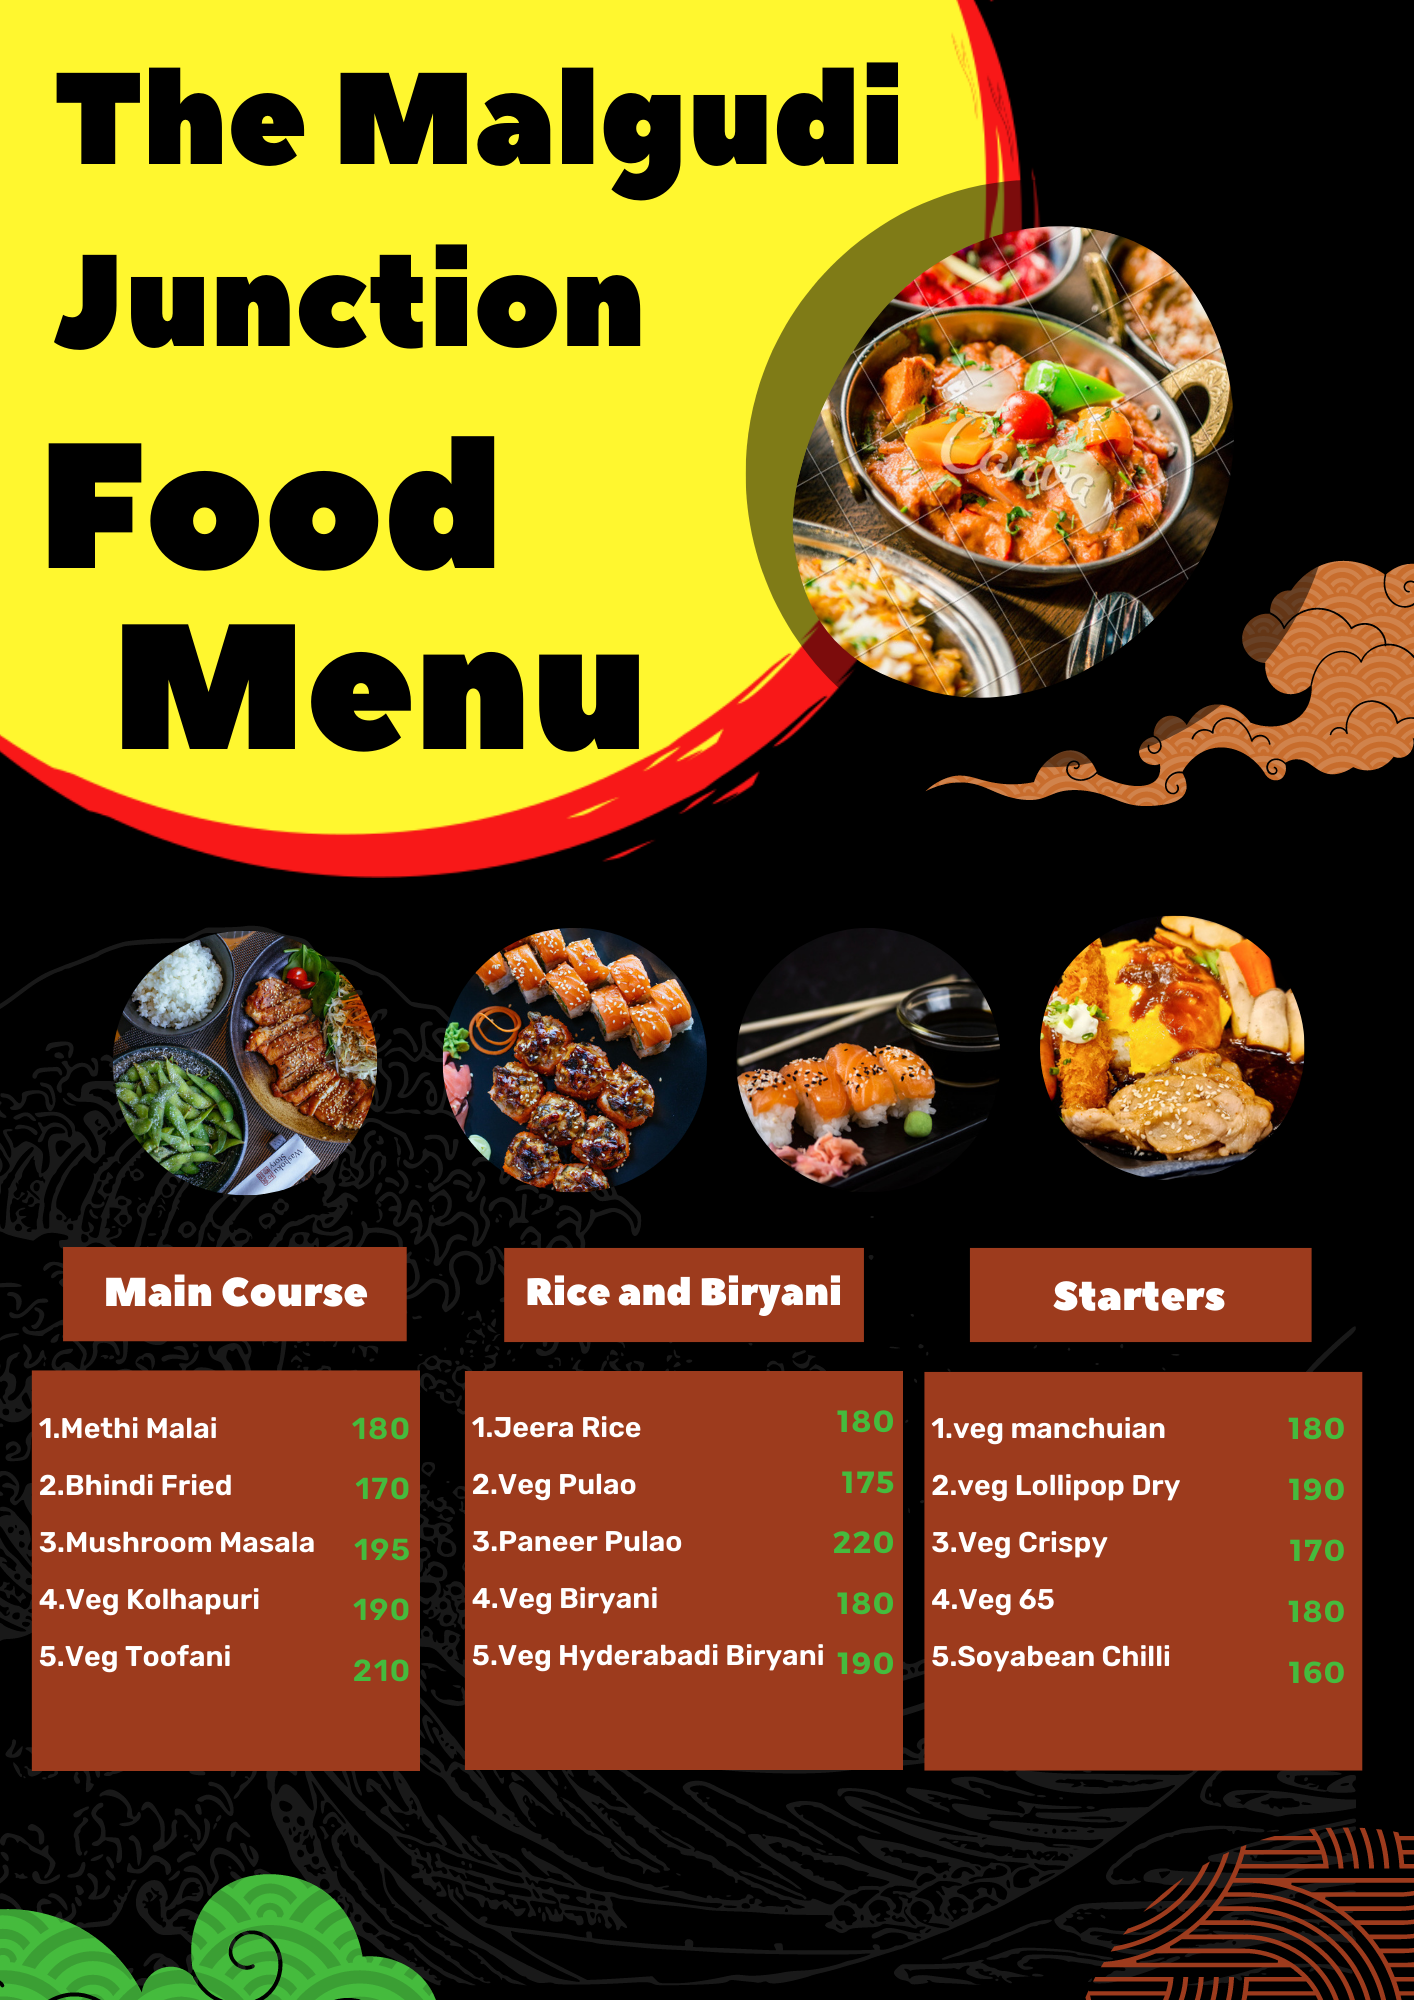 The Malgudi
Junction
Food
Menu
Canva
Main Course
1.Methi Malai 180
2.Bhindi Fried 170
3.Mushroom Masala 195
4.Veg Kolhapuri 190
5.Veg Toofani 210
Rice and Biryani
1.Jeera Rice 180
2.Veg Pulao 175
3.Paneer Pulao 220
4.Veg Biryani 180
5.Veg Hyderabadi Biryani 190
Starters
1.veg manchuian 180
2.veg Lollipop Dry 190
3.Veg Crispy 170
4.Veg 65 180
5.Soyabean Chilli 160